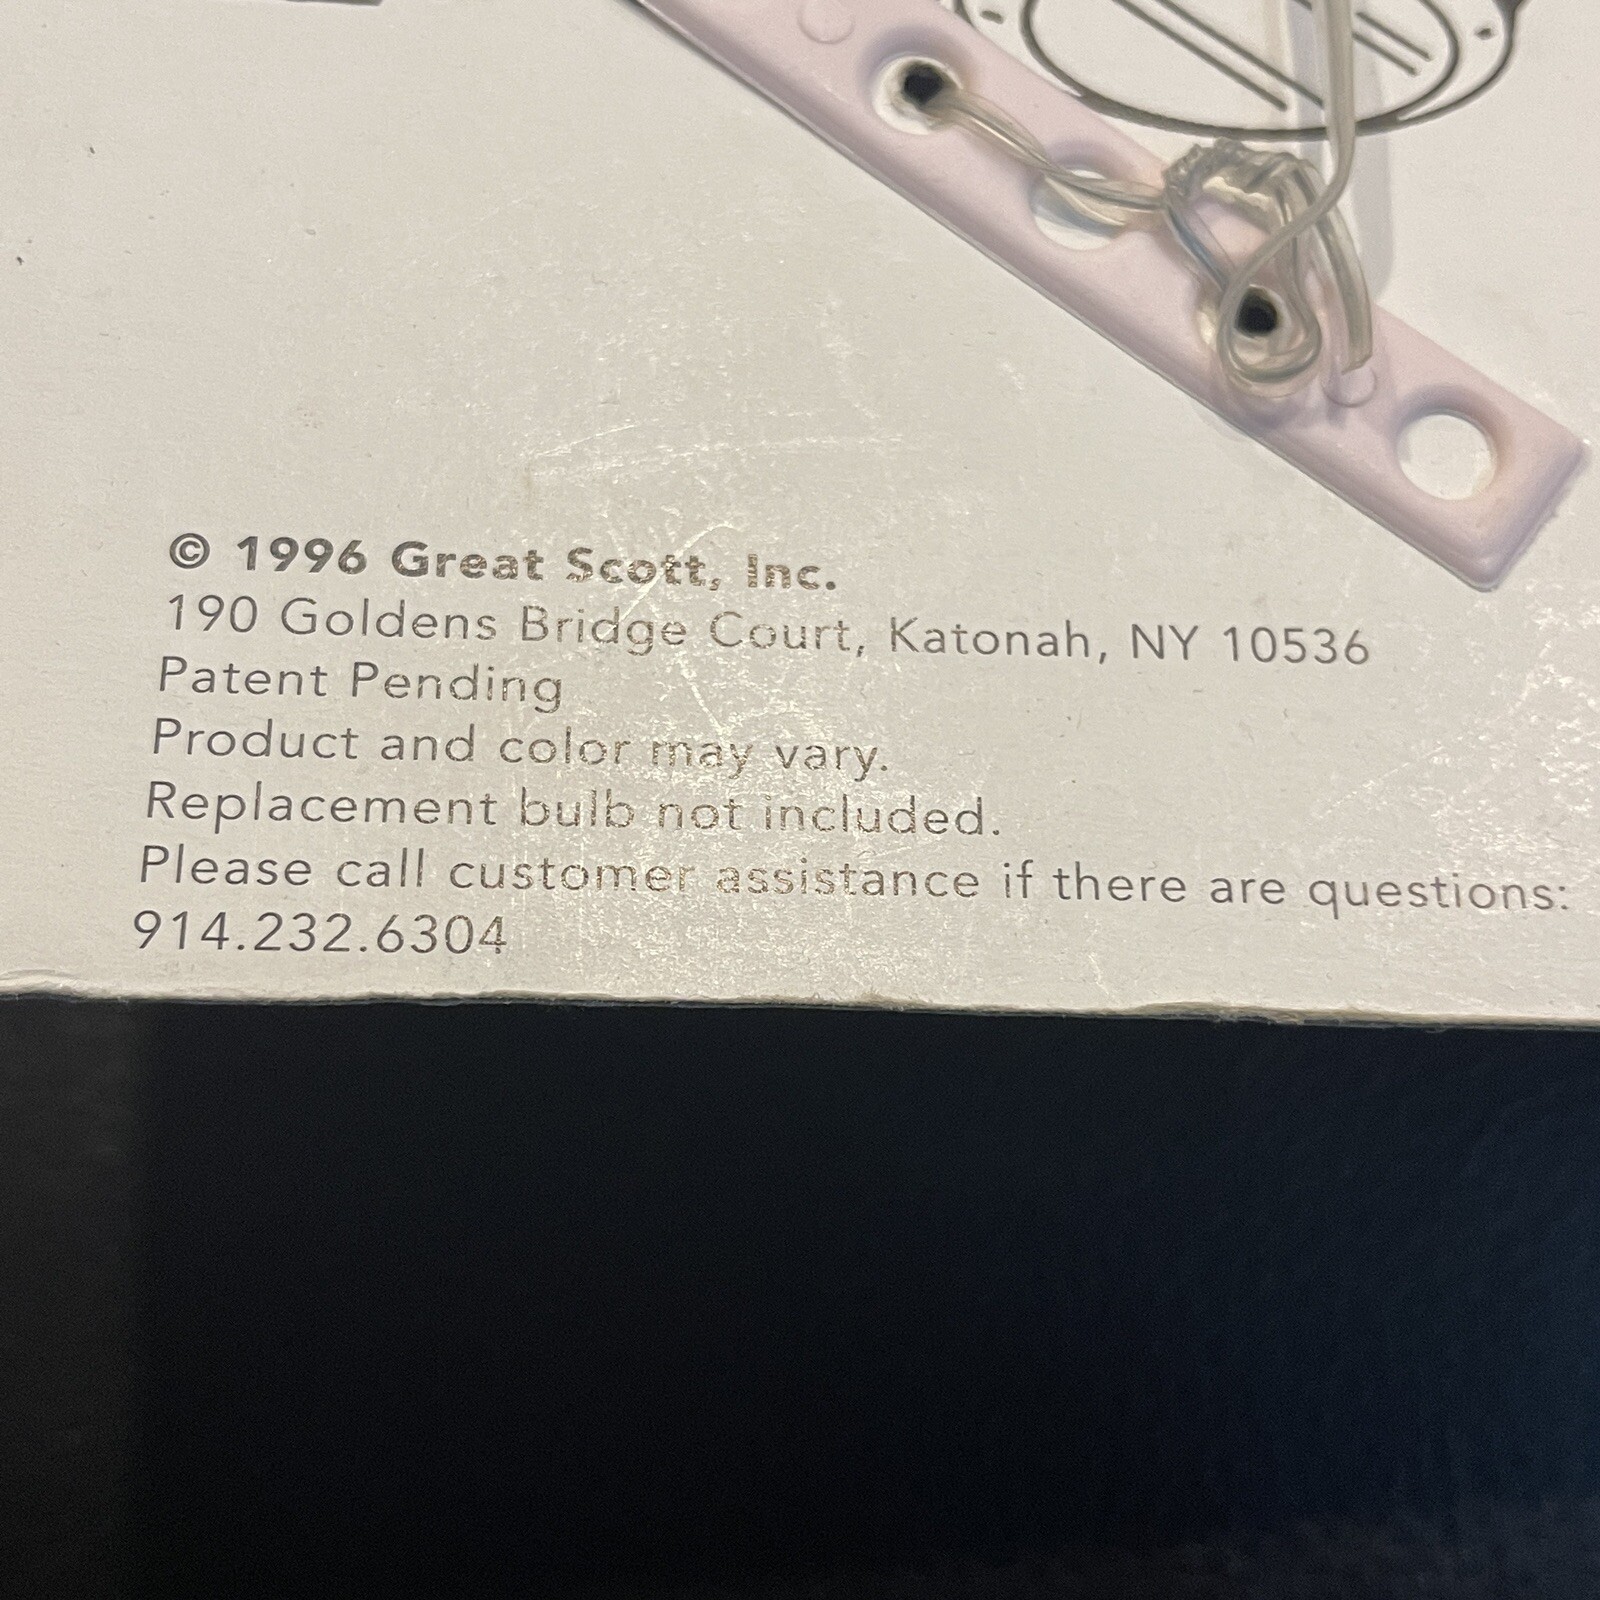 © 1996 Great Scott, Inc.
190 Goldens Bridge Court, Katonah, NY 10536
Patent Pending
Product and color may vary.
Replacement bulb not included.
Please call customer assistance if there are questions:
914.232.6304